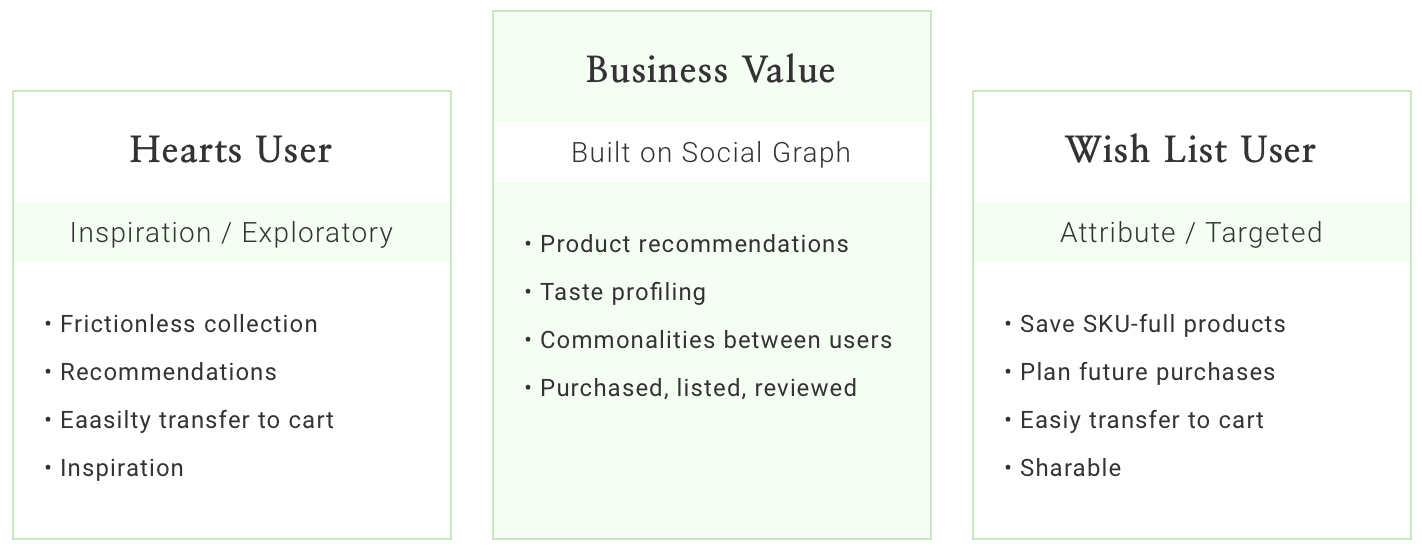 Hearts User
Inspiration / Exploratory
• Frictionless collection
• Recommendations
• Eaasilty transfer to cart
• Inspiration
Business Value
Built on Social Graph
• Product recommendations
• Taste profiling
• Commonalities between users
• Purchased, listed, reviewed
Wish List User
Attribute / Targeted
• Save SKU-full products
• Plan future purchases
• Easiy transfer to cart
• Sharable